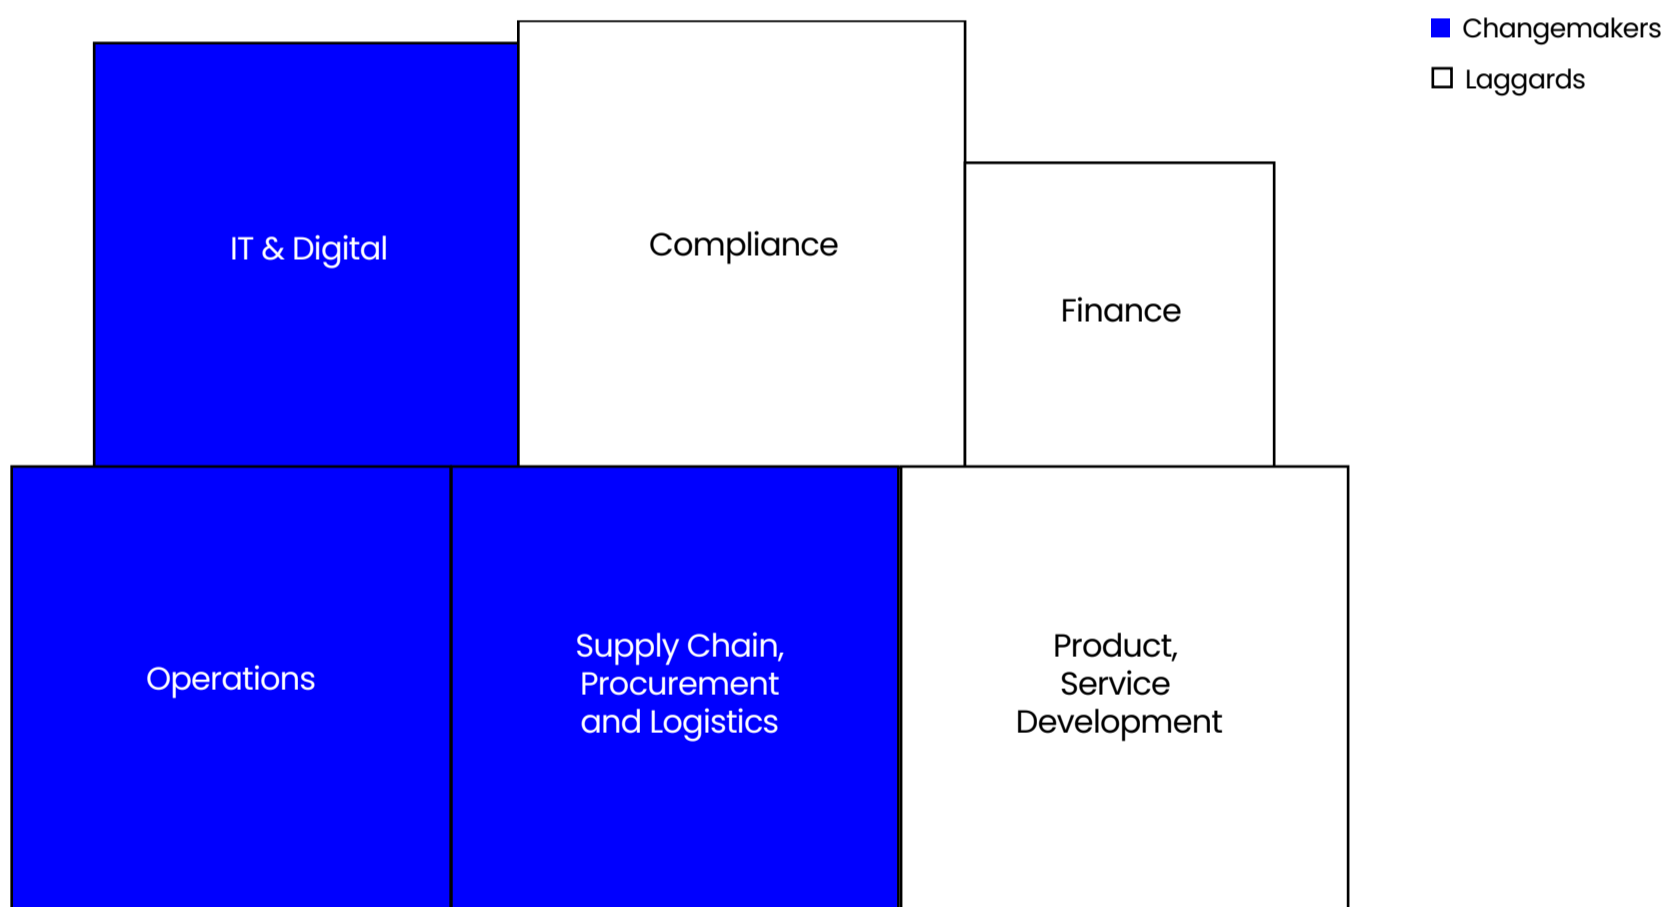 Changemakers
Laggards
IT & Digital
Compliance
Finance
Operations
Supply Chain,
Procurement
and Logistics
Product,
Service
Development